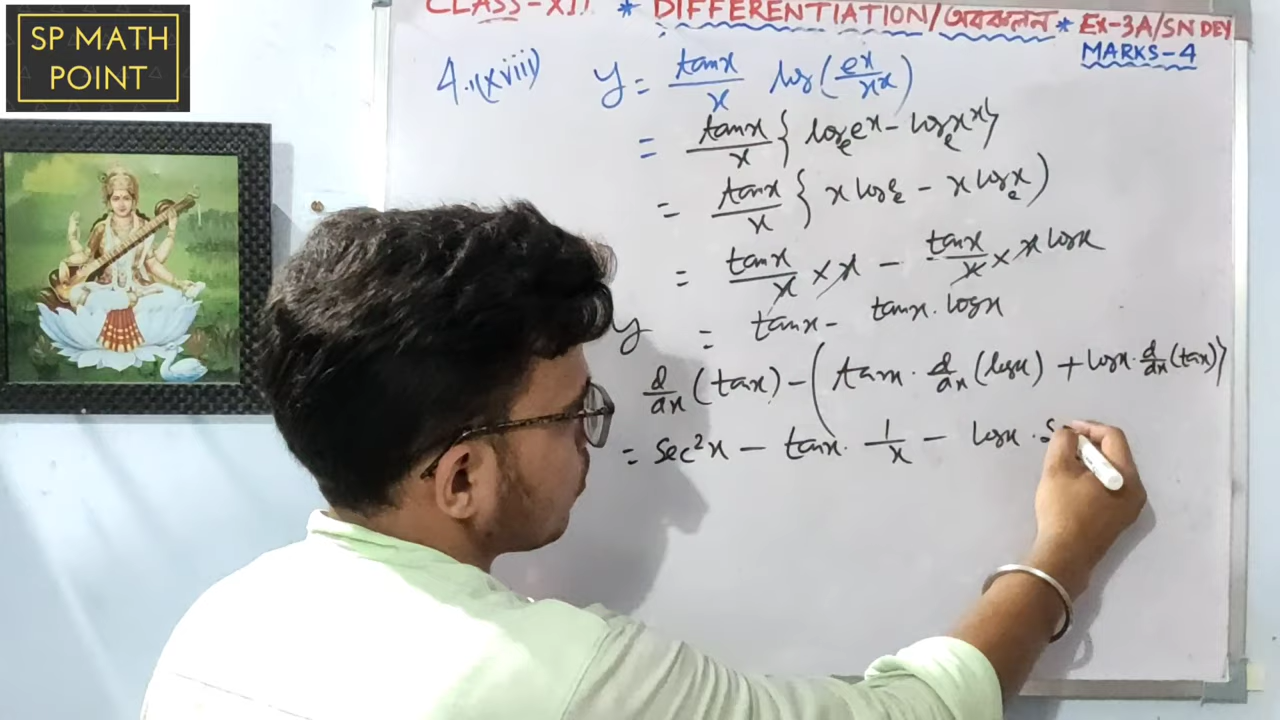 SP MATH
POINT
CLASS-XII * DIFFERENTIATION/অবকলন * Ex-3A/SN DEY
MARKS-4
4.(xviii) y = tanx/x log(e^x/x^x)
= tanx/x { log_e e^x - log_e x^x }
= tanx/x { x log_e e - x log_e x }
= tanx/x × x - tanx/x × x logx
y = tanx - tanx . logx
d/dx (tanx) - { tanx . d/dx (logx) + logx . d/dx (tanx) }
= Sec²x - tanx . 1/x - logx . S